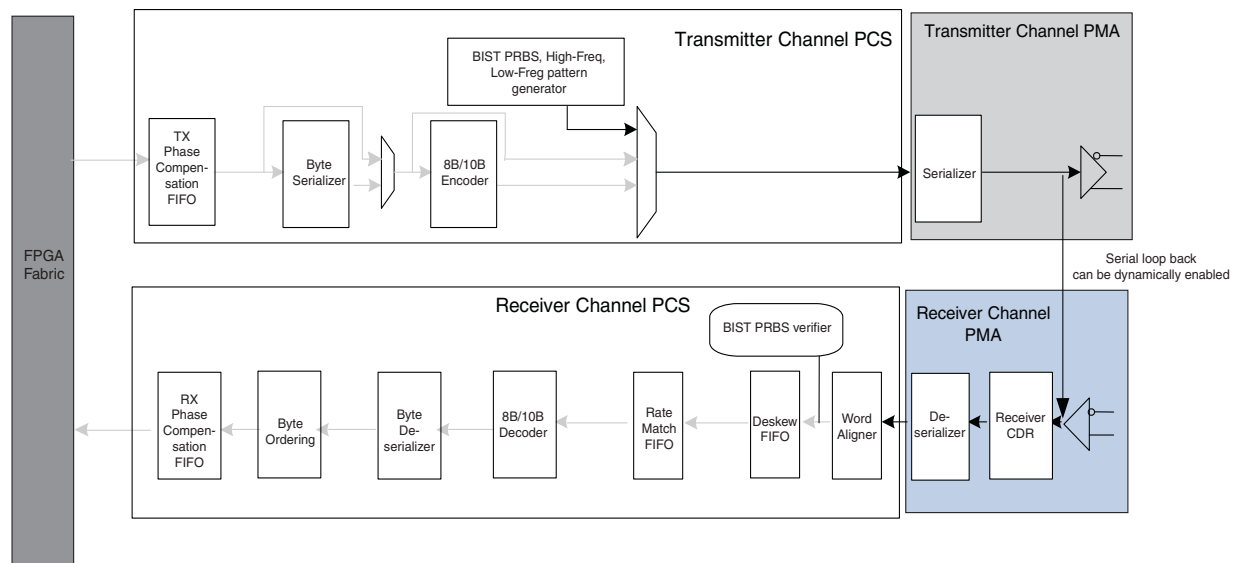 Transmitter Channel PCS
Transmitter Channel PMA
BIST PRBS, High-Freq,
Low-Freg pattern
generator
TX
Phase
Compen-
sation
FIFO
Byte
Serializer
8B/10B
Encoder
Serializer
FPGA
Fabric
Serial loop back
can be dynamically enabled
Receiver Channel PCS
Receiver Channel
PMA
BIST PRBS verifier
RX
Phase
Compen-
sation
FIFO
Byte
Ordering
Byte
De-
serializer
8B/10B
Decoder
Rate
Match
FIFO
Deskew
FIFO
Word
Aligner
De-
serializer
Receiver
CDR